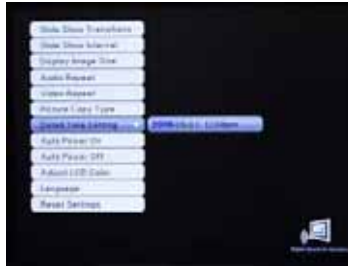 Slide Show Transitions
Slide Show Interval
Display Image Size
Audio Repeat
Video Repeat
Picture Copy Type
Date&Time Setting
Auto Power On
Auto Power Off
Adjust LCD Color
Language
Reset Settings